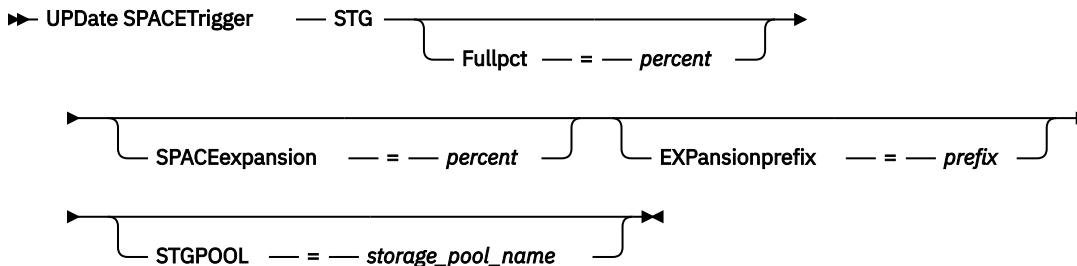 UPDate SPACETrigger STG
Fullpct = percent
SPACEexpansion = percent EXPansionprefix = prefix
STGPOOL = storage_pool_name